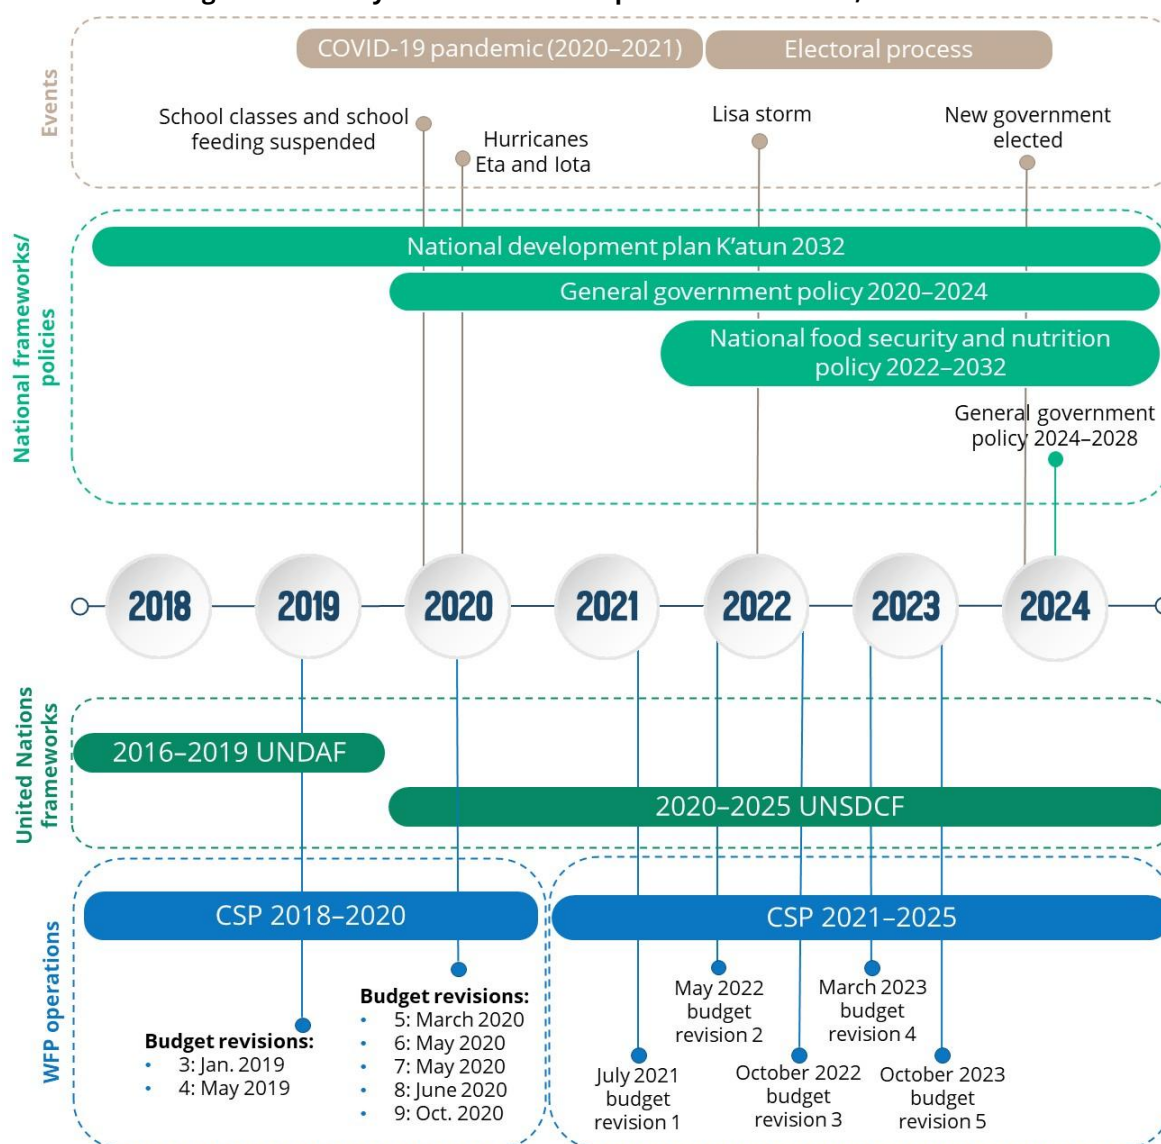 COVID-19 pandemic (2020–2021)
Electoral process
Events
School classes and school
feeding suspended
Hurricanes
Eta and Iota
Lisa storm
New government
elected
National frameworks/
policies
National development plan K’atun 2032
General government policy 2020–2024
National food security and nutrition
policy 2022–2032
General government
policy 2024–2028
2018
2019
2020
2021
2022
2023
2024
United Nations
frameworks
2016–2019 UNDAF
2020–2025 UNSDCF
WFP operations
CSP 2018–2020
CSP 2021–2025
Budget revisions:
• 3: Jan. 2019
• 4: May 2019
Budget revisions:
• 5: March 2020
• 6: May 2020
• 7: May 2020
• 8: June 2020
• 9: Oct. 2020
July 2021
budget
revision 1
May 2022
budget
revision 2
October 2022
budget
revision 3
March 2023
budget
revision 4
October 2023
budget
revision 5